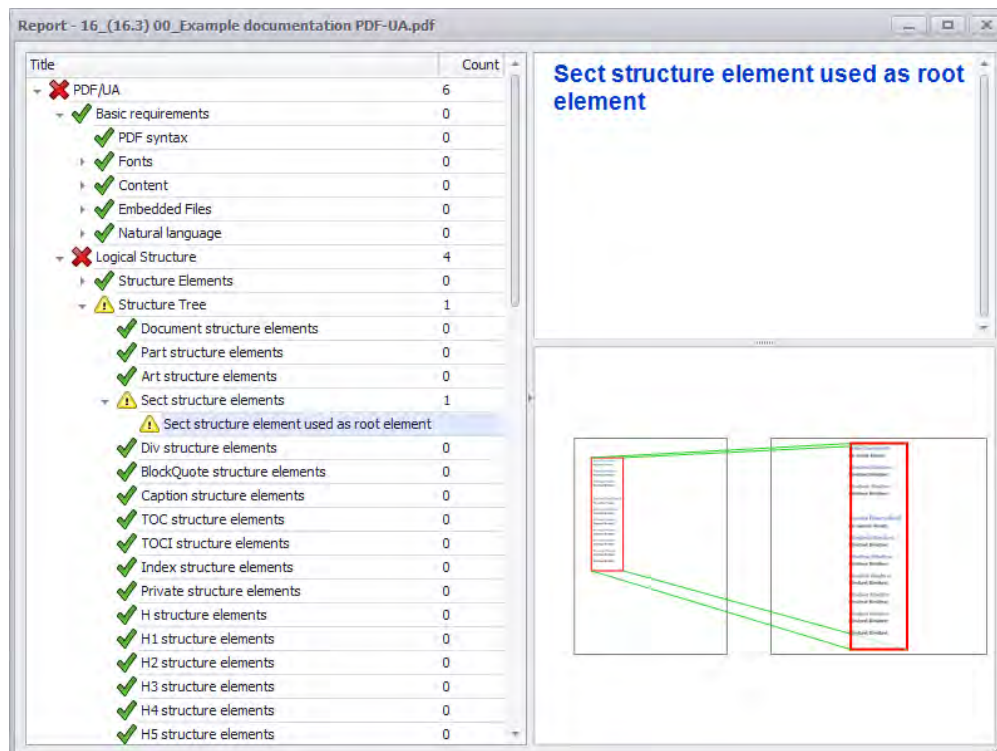 Report - 16_(16.3) 00_Example documentation PDF-UA.pdf
Title Count
PDF/UA 6
Basic requirements 0
PDF syntax 0
Fonts 0
Content 0
Embedded Files 0
Natural language 0
Logical Structure 4
Structure Elements 0
Structure Tree 1
Document structure elements 0
Part structure elements 0
Art structure elements 0
Sect structure elements 1
Sect structure element used as root element
Div structure elements 0
BlockQuote structure elements 0
Caption structure elements 0
TOC structure elements 0
TOCI structure elements 0
Index structure elements 0
Private structure elements 0
H structure elements 0
H1 structure elements 0
H2 structure elements 0
H3 structure elements 0
H4 structure elements 0
H5 structure elements 0
Sect structure element used as root
element